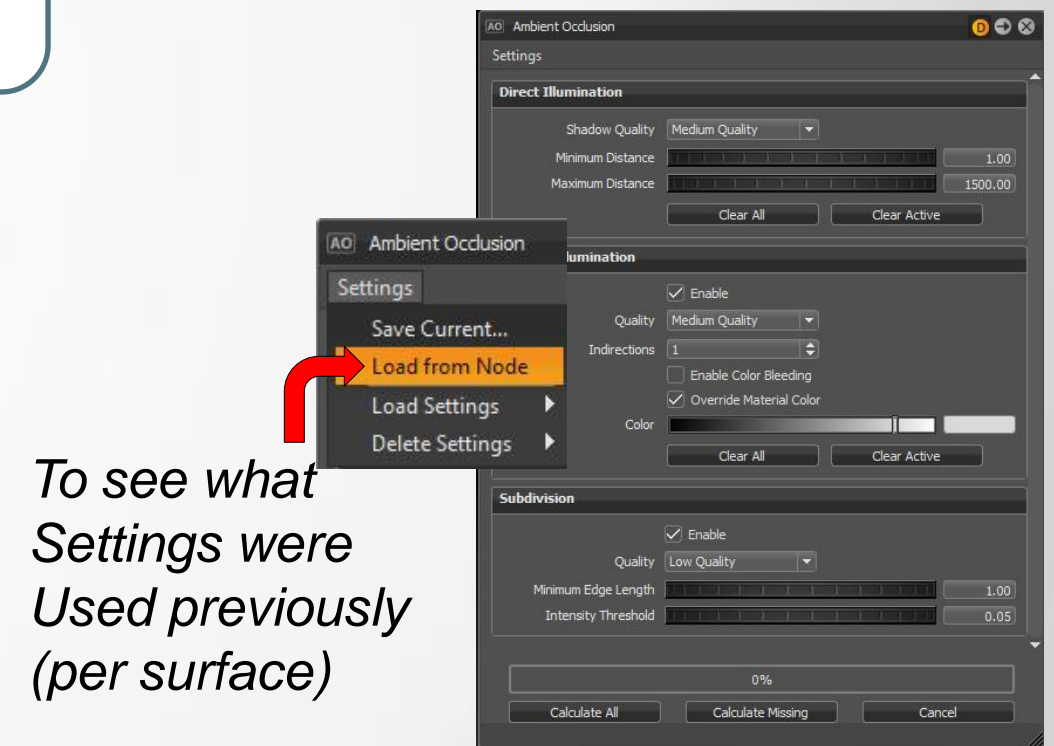 AO Ambient Occlusion D
Settings
Direct Illumination
Shadow Quality Medium Quality
Minimum Distance 1.00
Maximum Distance 1500.00
Clear All Clear Active
AO Ambient Occlusion
Settings
Save Current...
Load from Node
Load Settings
Delete Settings
lumination
Enable
Quality Medium Quality
Indirections 1
Enable Color Bleeding
Override Material Color
Color
Clear All Clear Active
To see what
Settings were
Used previously
(per surface)
Subdivision
Enable
Quality Low Quality
Minimum Edge Length 1.00
Intensity Threshold 0.05
0%
Calculate All Calculate Missing Cancel